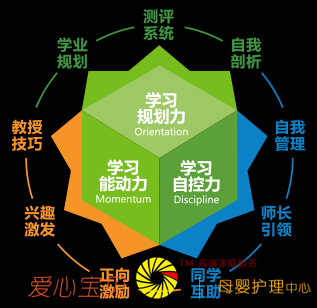 测评
系统
学业
规划
自我
剖析
学习
规划力
Orientation
教授
技巧
自我
管理
学习
能动力
Momentum
学习
自控力
Discipline
兴趣
激发
师长
引领
正向
激励
同学
互助
爱心宝
母婴护理中心